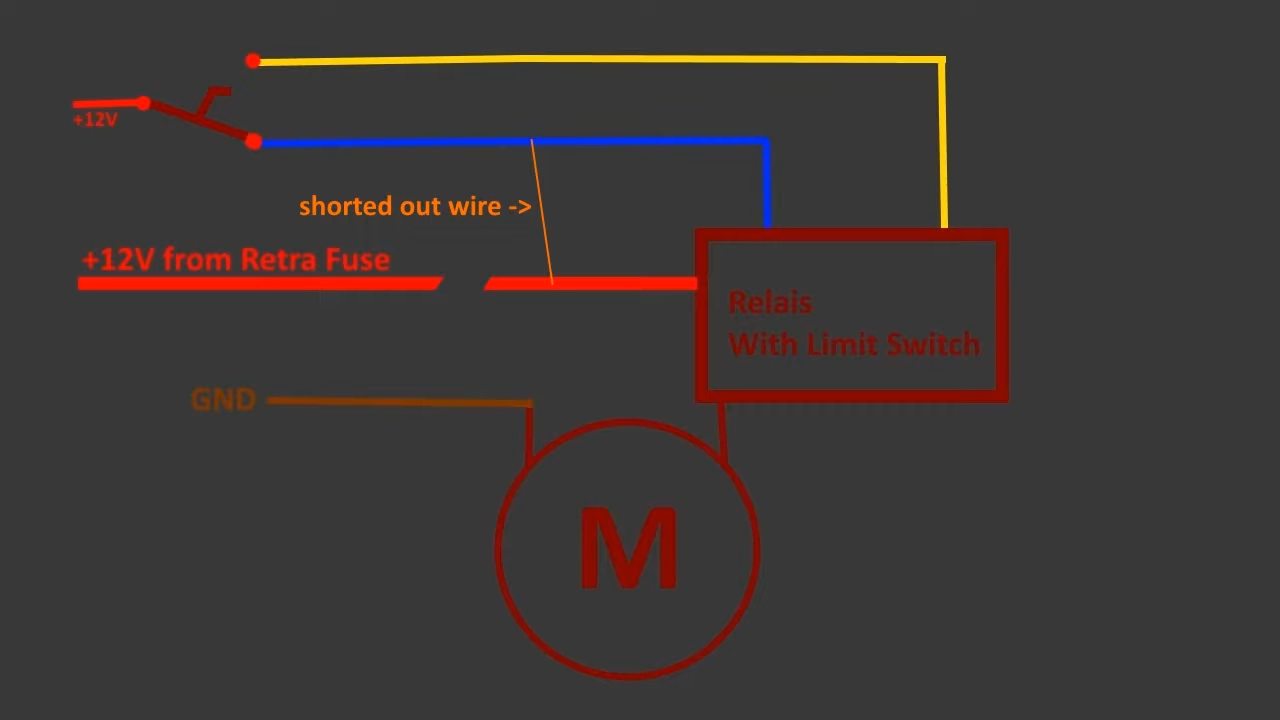 +12V
shorted out wire ->
+12V from Retra Fuse
Relais
With Limit Switch
GND
M